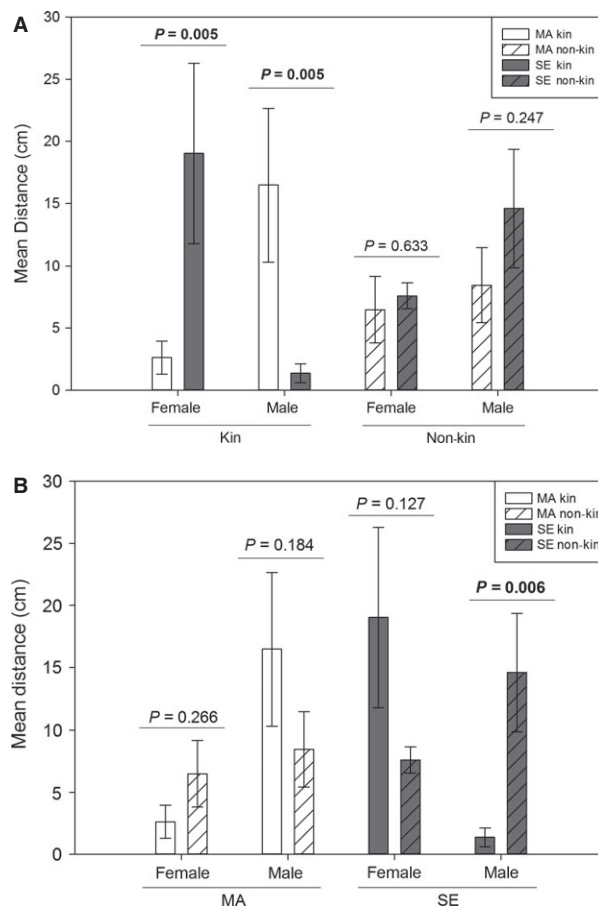 A
30
25
20
15
10
5
0
Mean Distance (cm)
P = 0.005
P = 0.005
P = 0.633
P = 0.247
MA kin
MA non-kin
SE kin
SE non-kin
Female
Male
Female
Male
Kin
Non-kin
B
30
25
20
15
10
5
0
Mean distance (cm)
P = 0.266
P = 0.184
P = 0.127
P = 0.006
MA kin
MA non-kin
SE kin
SE non-kin
Female
Male
Female
Male
MA
SE